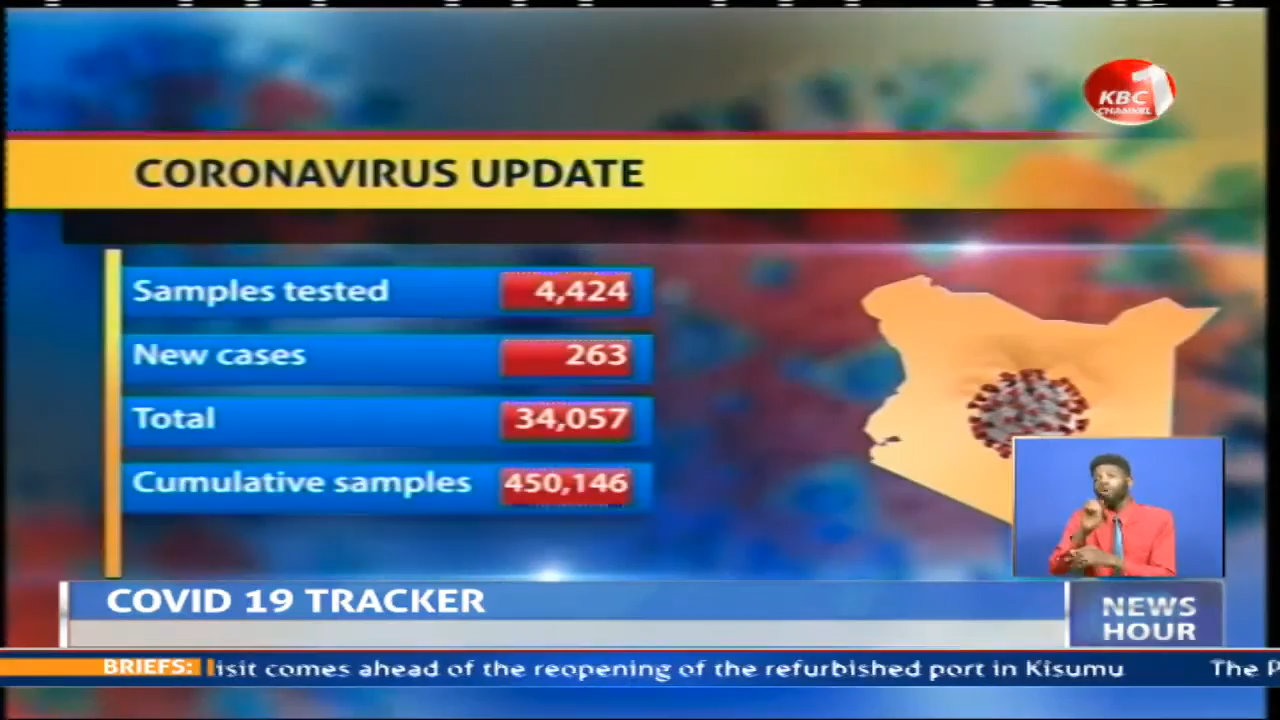 KBC 1
CHANNEL
CORONAVIRUS UPDATE
Samples tested 4,424
New cases 263
Total 34,057
Cumulative samples 450,146
COVID 19 TRACKER
NEWS
HOUR
BRIEFS: isit comes ahead of the reopening of the refurbished port in Kisumu The